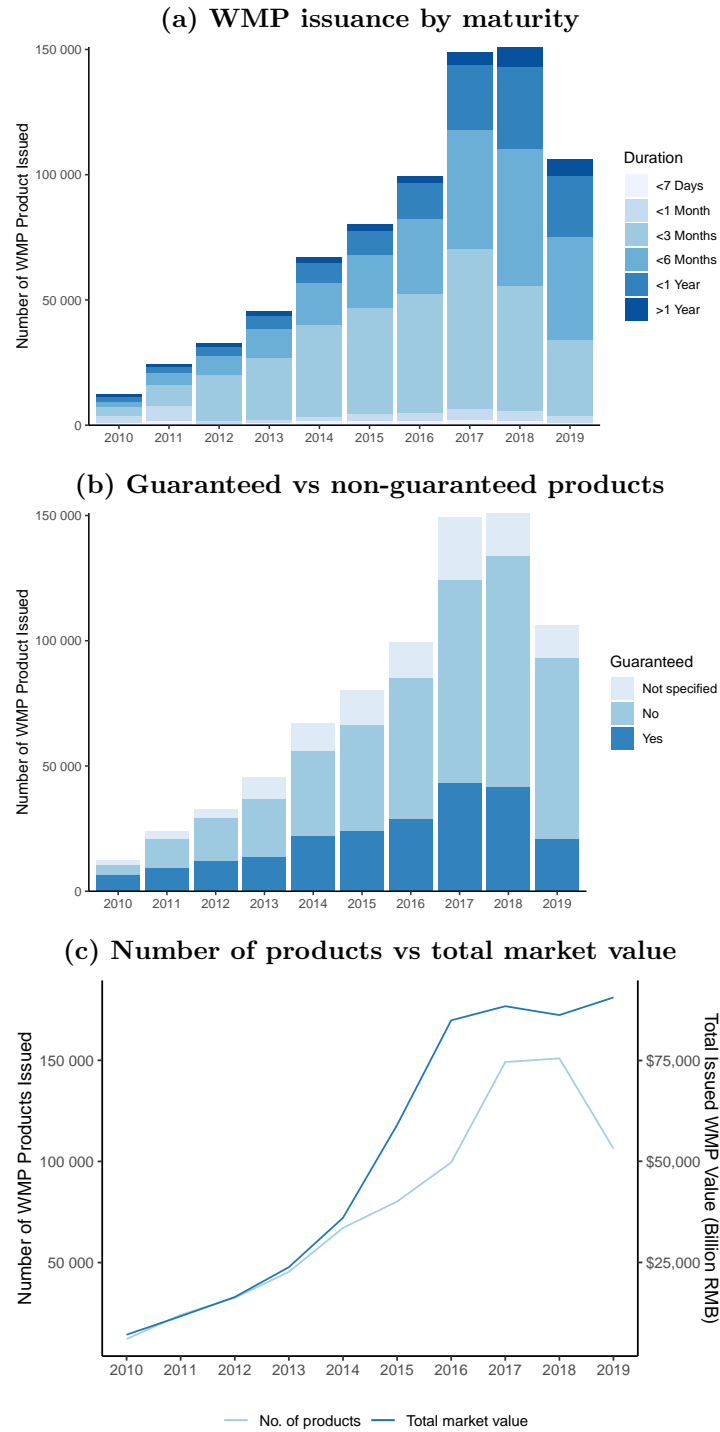 (a) WMP issuance by maturity
Number of WMP Product Issued
150 000
100 000
50 000
0
2010 2011 2012 2013 2014 2015 2016 2017 2018 2019
Duration
<7 Days
<1 Month
<3 Months
<6 Months
<1 Year
>1 Year
(b) Guaranteed vs non-guaranteed products
Number of WMP Product Issued
150 000
100 000
50 000
0
2010 2011 2012 2013 2014 2015 2016 2017 2018 2019
Guaranteed
Not specified
No
Yes
(c) Number of products vs total market value
Number of WMP Products Issued
150 000
100 000
50 000
2010 2011 2012 2013 2014 2015 2016 2017 2018 2019
$75,000
$50,000
$25,000
Total Issued WMP Value (Billion RMB)
No. of products Total market value